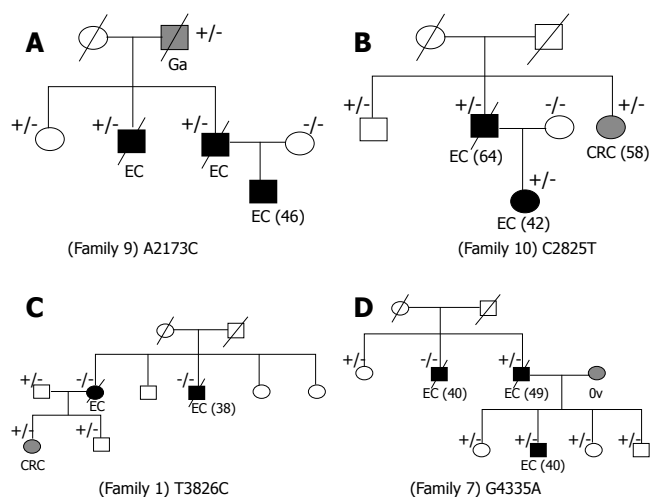 A
+/-
Ga
+/- +/- +/- -/-
EC EC
EC (46)
(Family 9) A2173C
B
+/- +/- -/- +/-
EC (64) CRC (58)
+/-
EC (42)
(Family 10) C2825T
C
+/- -/- -/-
EC EC (38)
+/- +/-
CRC
(Family 1) T3826C
D
+/- -/- +/-
EC (40) EC (49) 0v
+/- +/- +/- +/-
EC (40)
(Family 7) G4335A